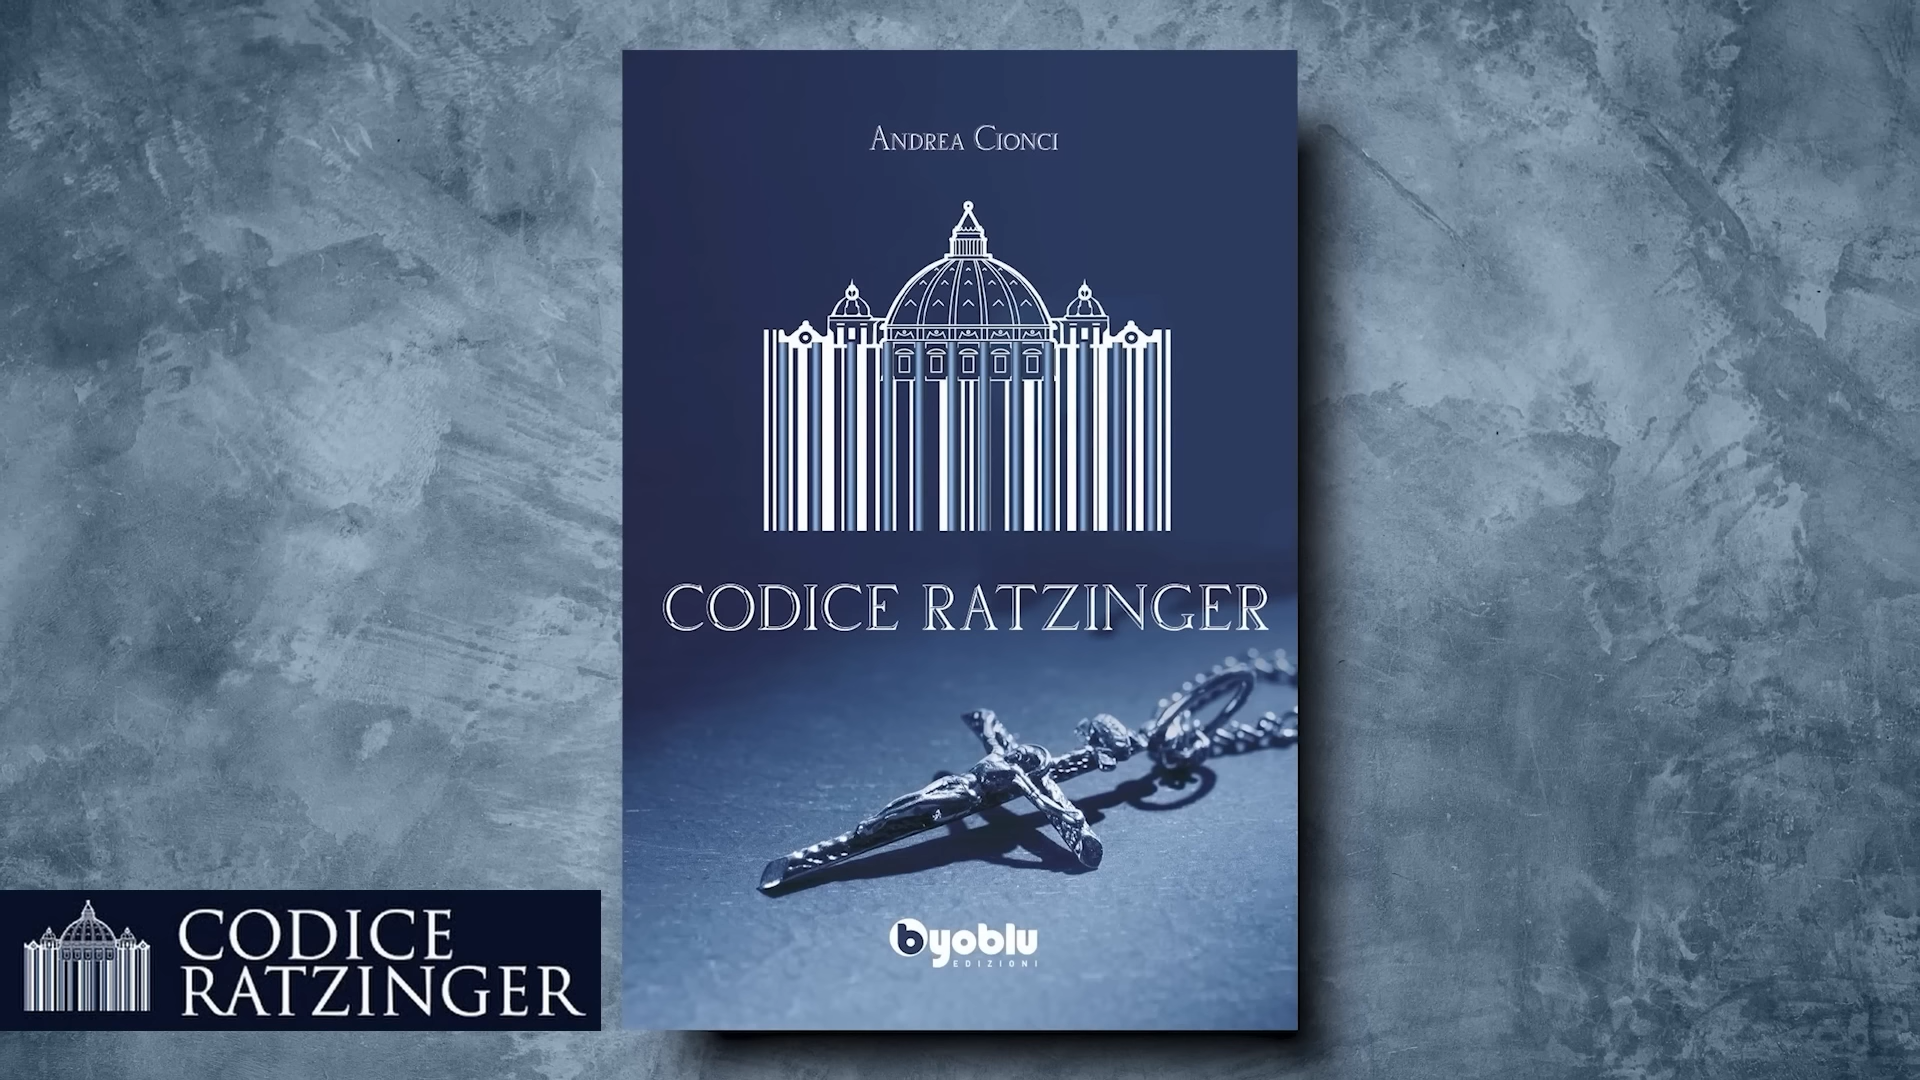 ANDREA CIONCI
CODICE RATZINGER
byoblu
EDIZIONI
CODICE
RATZINGER